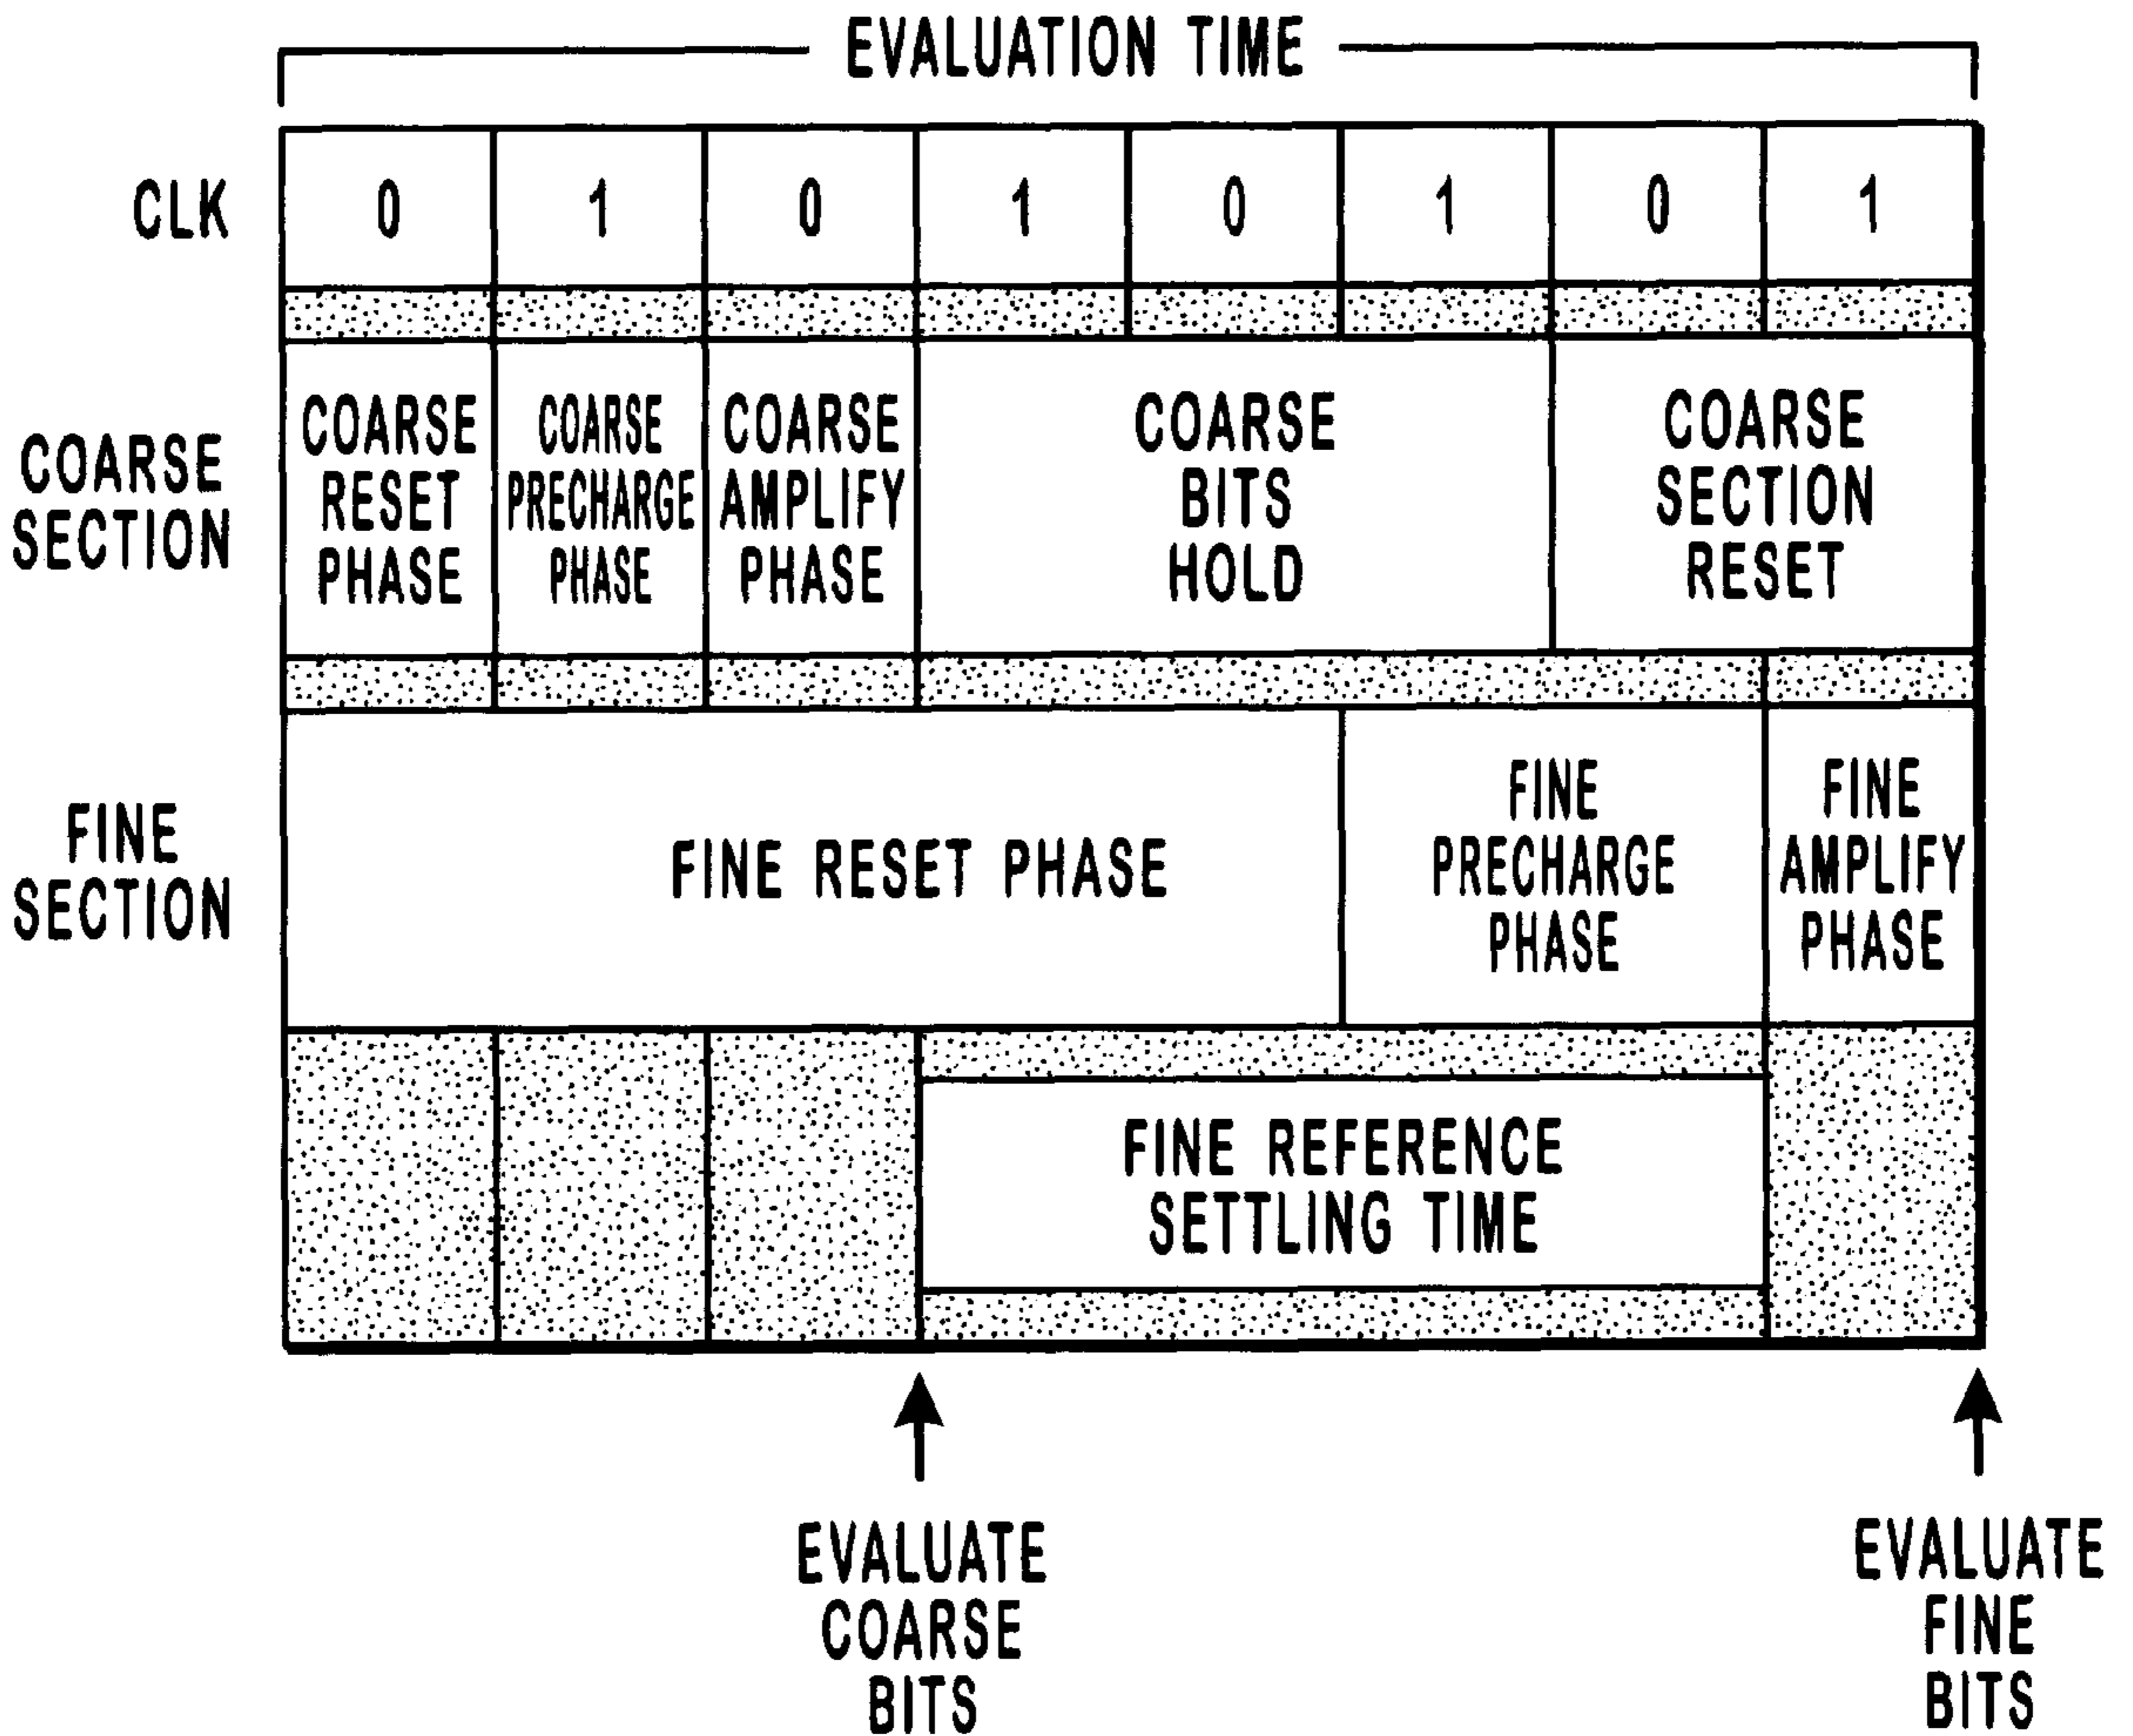 EVALUATION TIME
CLK
0
1
0
1
0
1
0
1
COARSE
SECTION
COARSE
RESET
PHASE
COARSE
PRECHARGE
PHASE
COARSE
AMPLIFY
PHASE
COARSE
BITS
HOLD
COARSE
SECTION
RESET
FINE
SECTION
FINE RESET PHASE
FINE
PRECHARGE
PHASE
FINE
AMPLIFY
PHASE
FINE REFERENCE
SETTLING TIME
EVALUATE
COARSE
BITS
EVALUATE
FINE
BITS